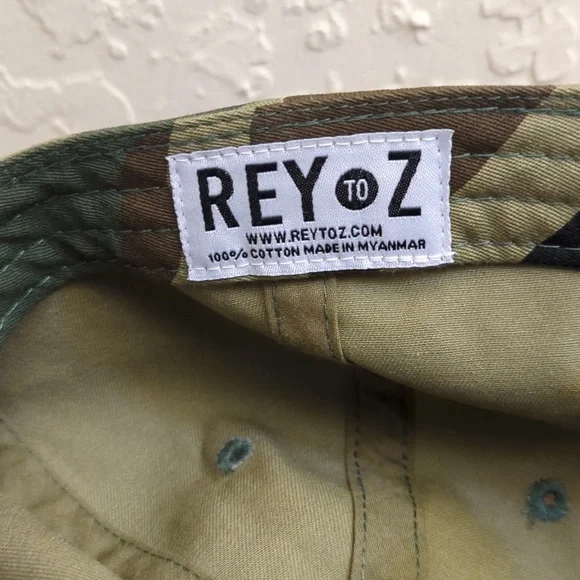 REY TO Z
WWW.REYTOZ.COM
100% COTTON MADE IN MYANMAR